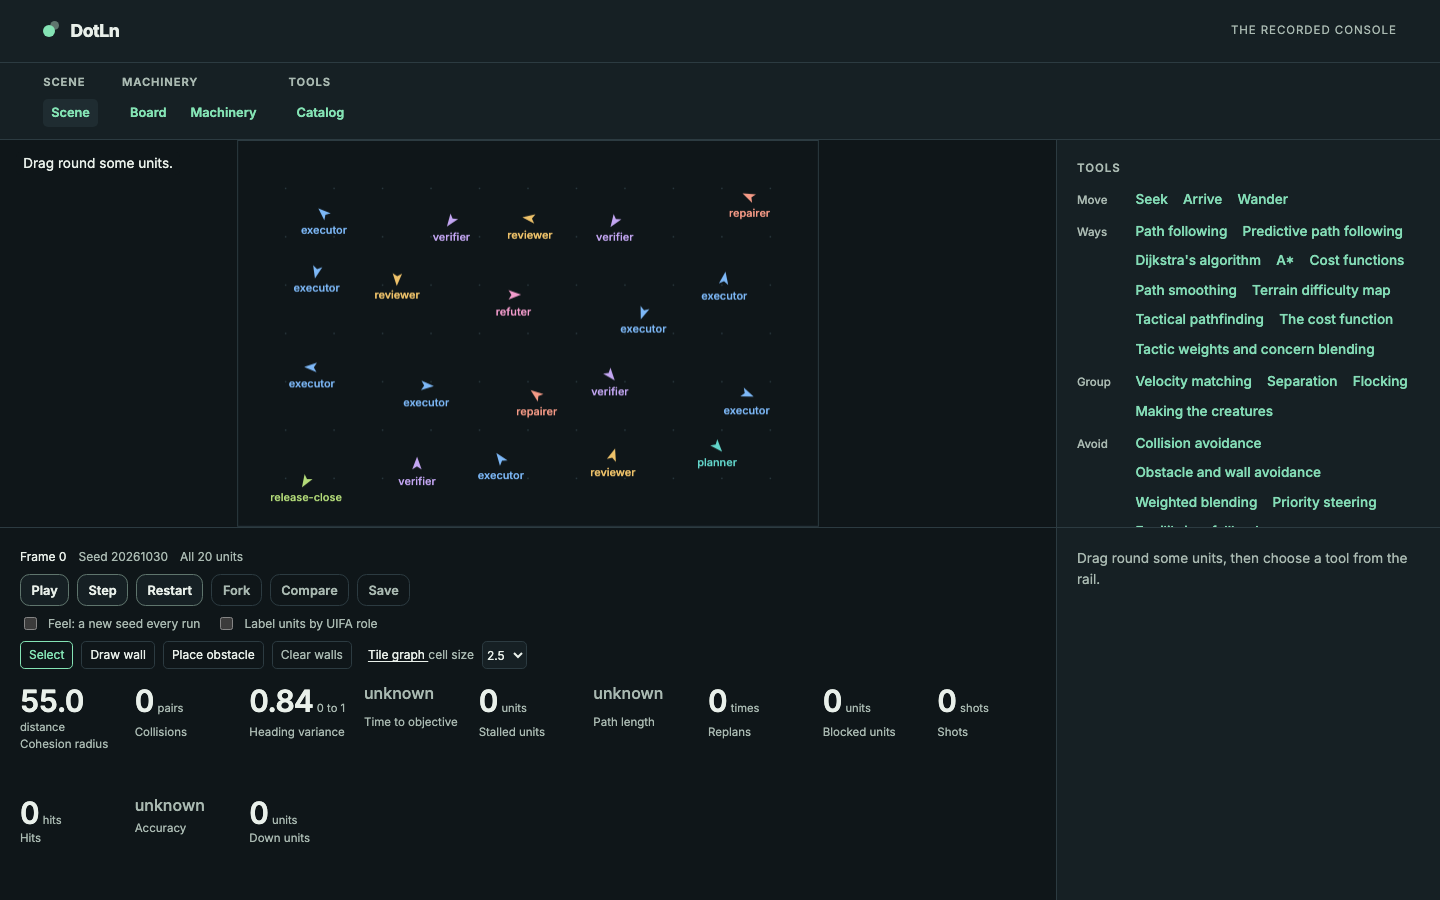 DotLn
THE RECORDED CONSOLE
SCENE MACHINERY TOOLS
Scene Board Machinery Catalog
Drag round some units.
repairer
executor verifier reviewer verifier
executor reviewer executor
refuter
executor
executor verifier
executor repairer executor
planner
verifier executor reviewer
release-close
TOOLS
Move Seek Arrive Wander
Ways Path following Predictive path following
Dijkstra's algorithm A* Cost functions
Path smoothing Terrain difficulty map
Tactical pathfinding The cost function
Tactic weights and concern blending
Group Velocity matching Separation Flocking
Making the creatures
Avoid Collision avoidance
Obstacle and wall avoidance
Weighted blending Priority steering
Frame 0 Seed 20261030 All 20 units
Play Step Restart Fork Compare Save
Feel: a new seed every run Label units by UIFA role
Select Draw wall Place obstacle Clear walls Tile graph cell size 2.5
55.0 distance
Cohesion radius
0 pairs
Collisions
0.84 0 to 1
Heading variance
unknown
Time to objective
0 units
Stalled units
unknown
Path length
0 times
Replans
0 units
Blocked units
0 shots
Shots
0 hits
Hits
unknown
Accuracy
0 units
Down units
Drag round some units, then choose a tool from the
rail.